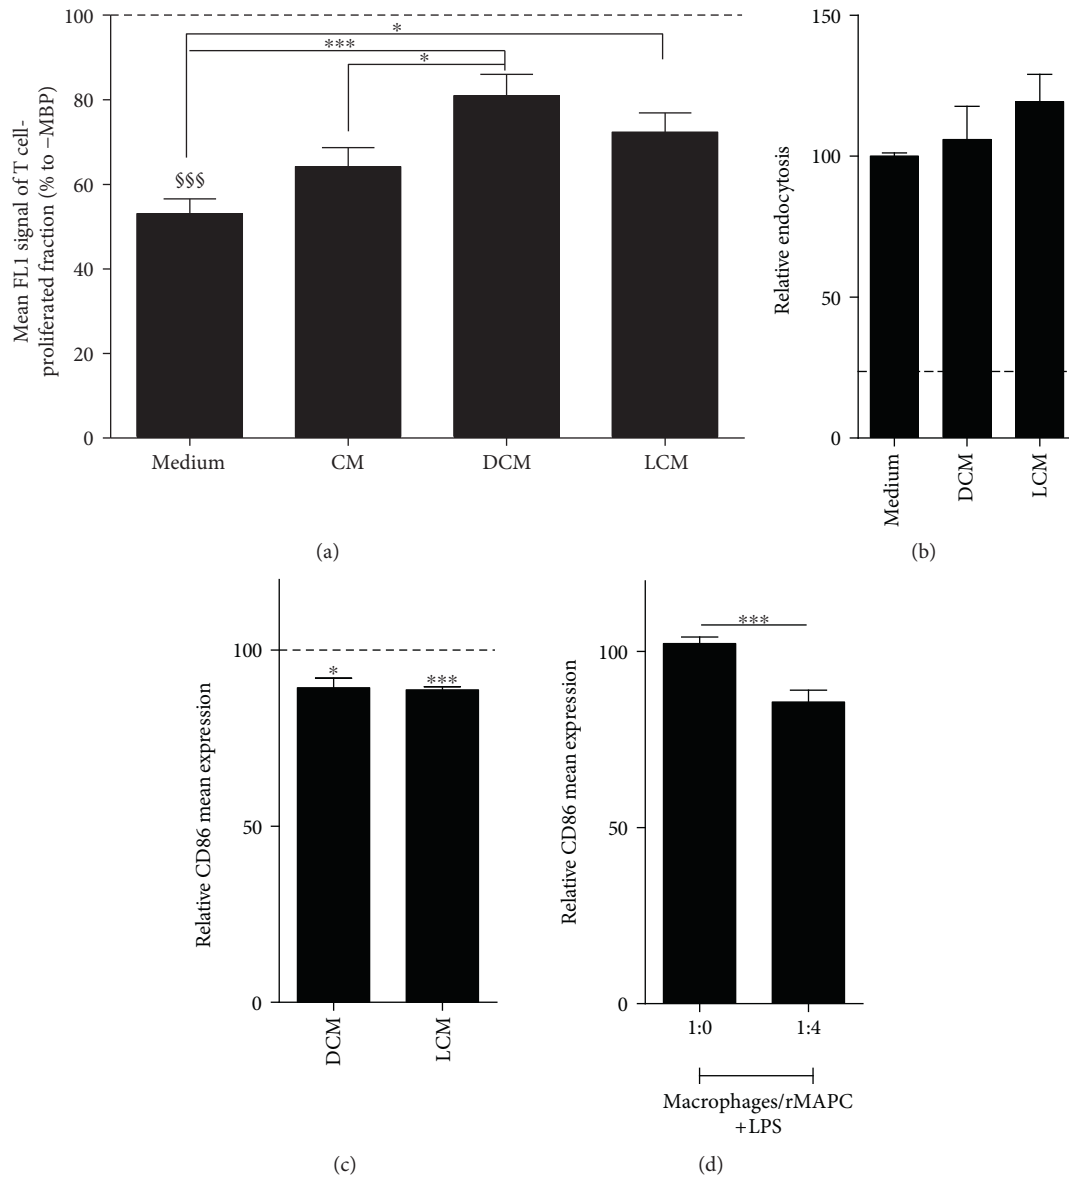 Mean FL1 signal of T cell-
proliferated fraction (% to −MBP)
100
80
60
40
20
0
*
***
*
§§§
Medium CM DCM LCM
(a)
Relative endocytosis
150
100
50
0
Medium
DCM
LCM
(b)
Relative CD86 mean expression
100
50
0
*
***
DCM
LCM
(c)
Relative CD86 mean expression
100
50
0
***
1:0 1:4
Macrophages/rMAPC
+LPS
(d)